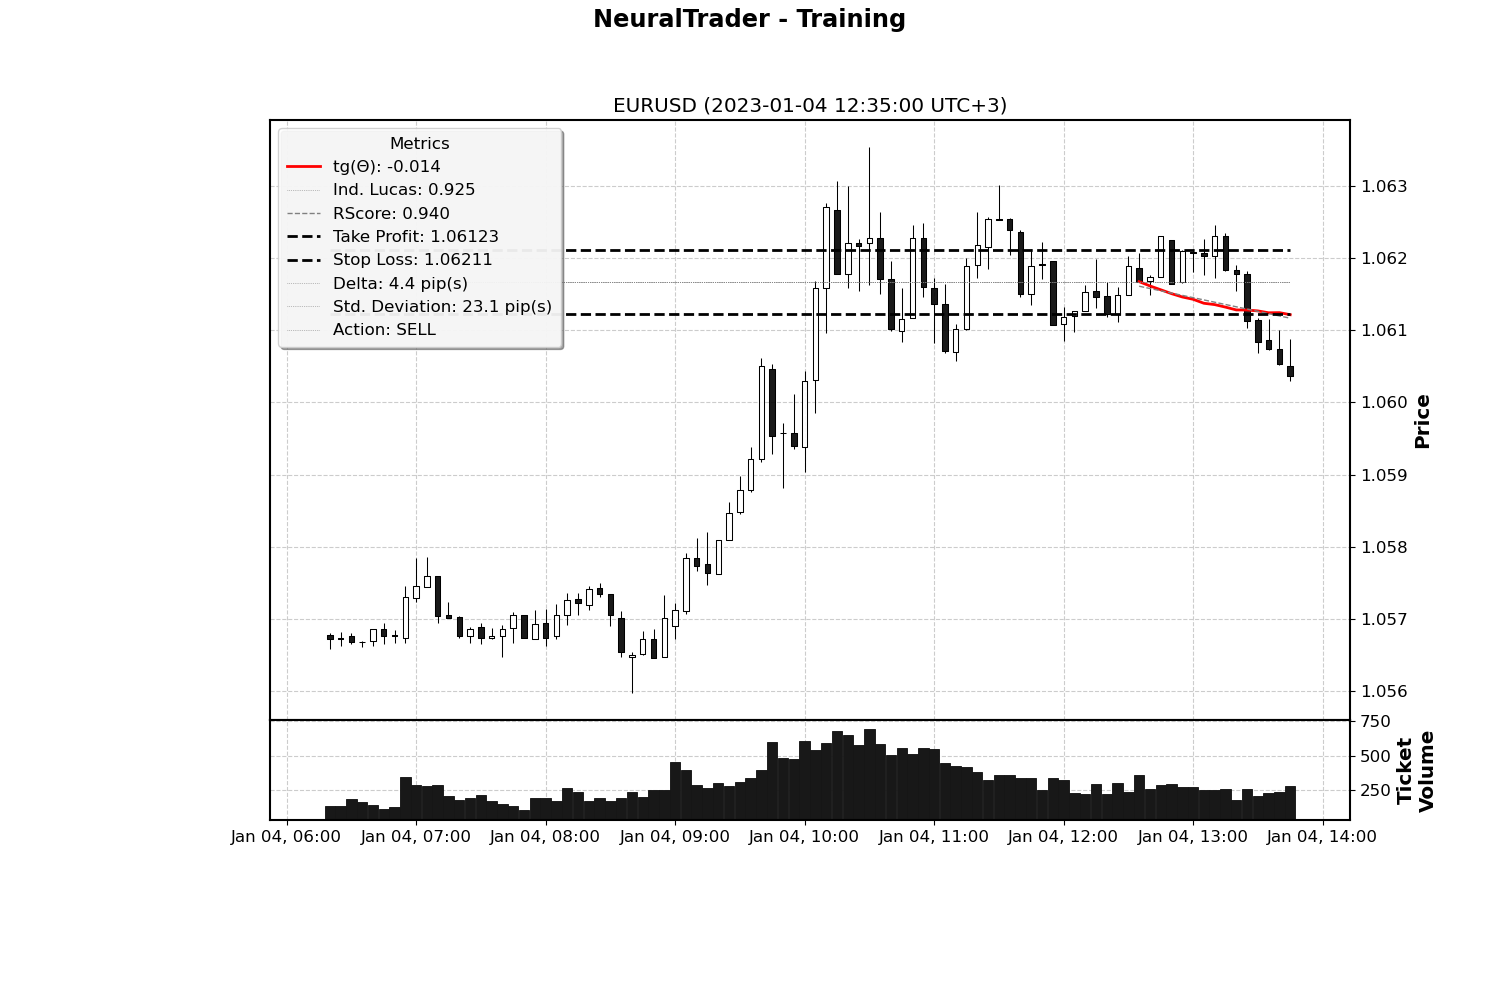 NeuralTrader - Training
EURUSD (2023-01-04 12:35:00 UTC+3)
Metrics
tg(Θ): -0.014
Ind. Lucas: 0.925
RScore: 0.940
Take Profit: 1.06123
Stop Loss: 1.06211
Delta: 4.4 pip(s)
Std. Deviation: 23.1 pip(s)
Action: SELL
1.063
1.062
1.061
1.060
1.059
1.058
1.057
1.056
Price
750
500
250
Ticket
Volume
Jan 04, 06:00 Jan 04, 07:00 Jan 04, 08:00 Jan 04, 09:00 Jan 04, 10:00 Jan 04, 11:00 Jan 04, 12:00 Jan 04, 13:00 Jan 04, 14:00